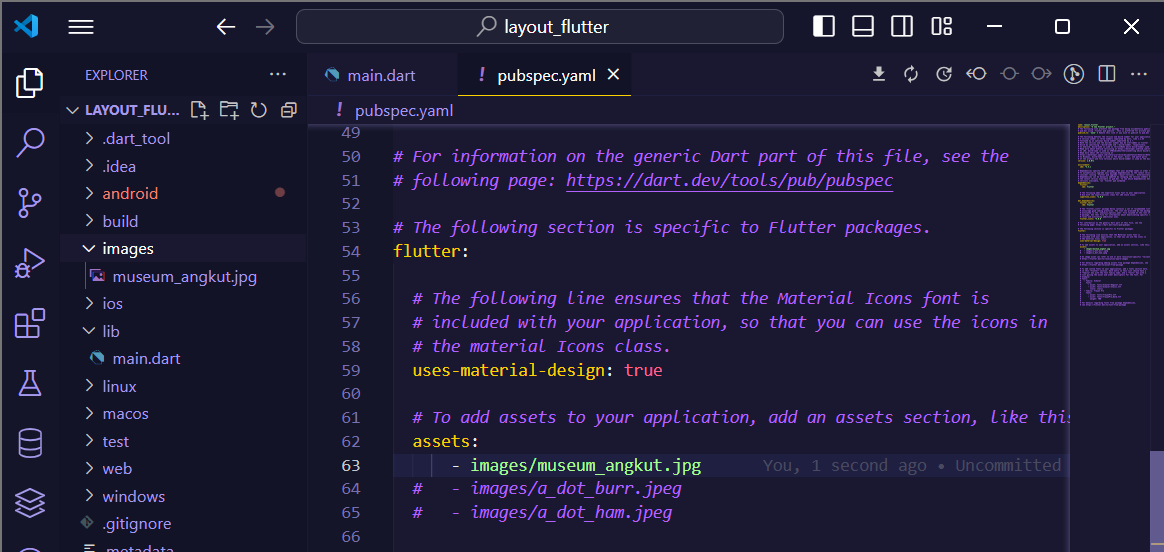 layout_flutter
EXPLORER
main.dart
! pubspec.yaml
LAYOUT_FLU...
! pubspec.yaml
.dart_tool
.idea
android
build
images
museum_angkut.jpg
ios
lib
main.dart
linux
macos
test
web
windows
.gitignore
.metadata
49
50 # For information on the generic Dart part of this file, see the
51 # following page: https://dart.dev/tools/pub/pubspec
52
53 # The following section is specific to Flutter packages.
54 flutter:
55
56 # The following line ensures that the Material Icons font is
57 # included with your application, so that you can use the icons in
58 # the material Icons class.
59 uses-material-design: true
60
61 # To add assets to your application, add an assets section, like this
62 assets:
63 - images/museum_angkut.jpg You, 1 second ago • Uncommitted
64 # - images/a_dot_burr.jpeg
65 # - images/a_dot_ham.jpeg
66